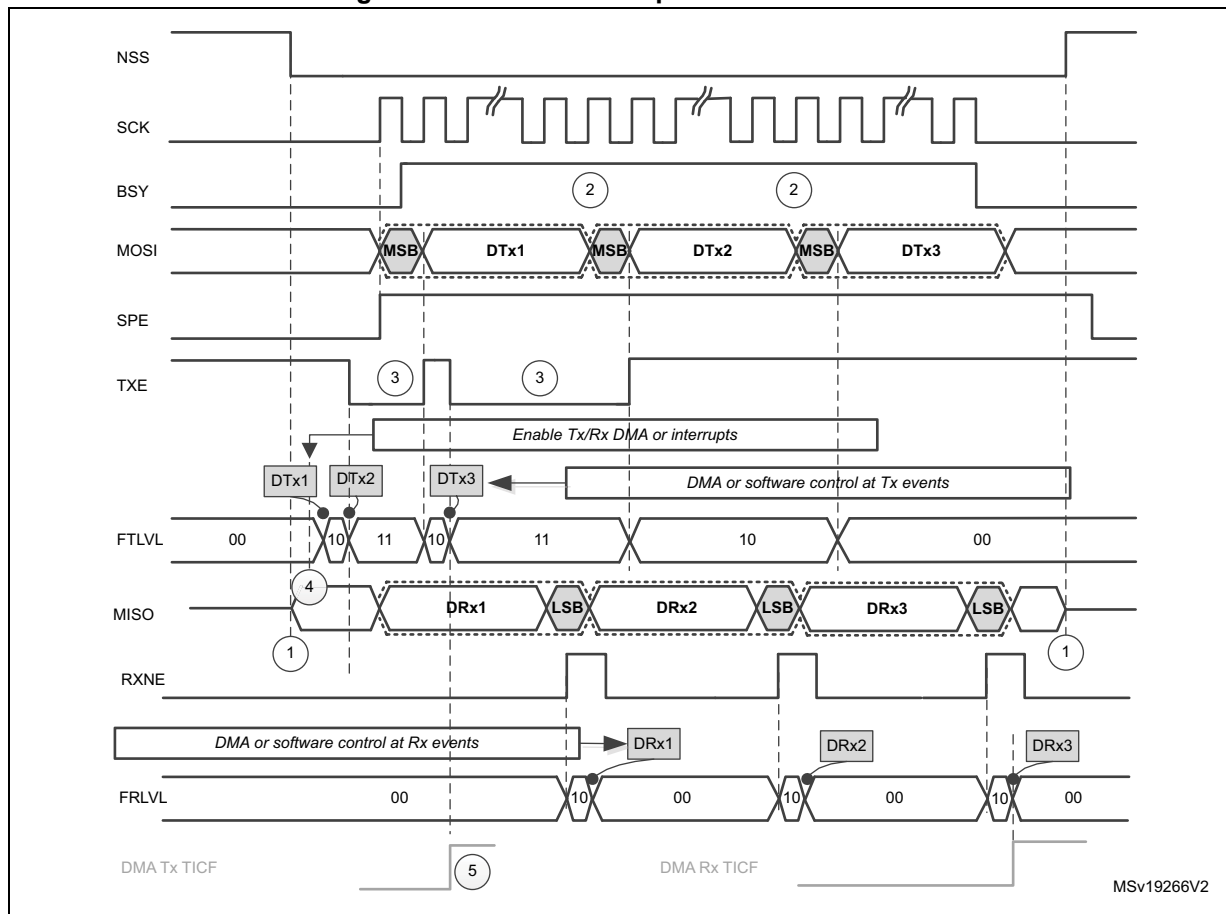 NSS
SCK
BSY
2
2
MOSI
MSB
DTx1
MSB
DTx2
MSB
DTx3
SPE
TXE
3
3
Enable Tx/Rx DMA or interrupts
DTx1
DTx2
DTx3
DMA or software control at Tx events
FTLVL
00
10
11
10
11
10
00
4
MISO
DRx1
LSB
DRx2
LSB
DRx3
LSB
1
1
RXNE
DMA or software control at Rx events
DRx1
DRx2
DRx3
FRLVL
00
10
00
10
00
10
00
DMA Tx TICF
5
DMA Rx TICF
MSv19266V2